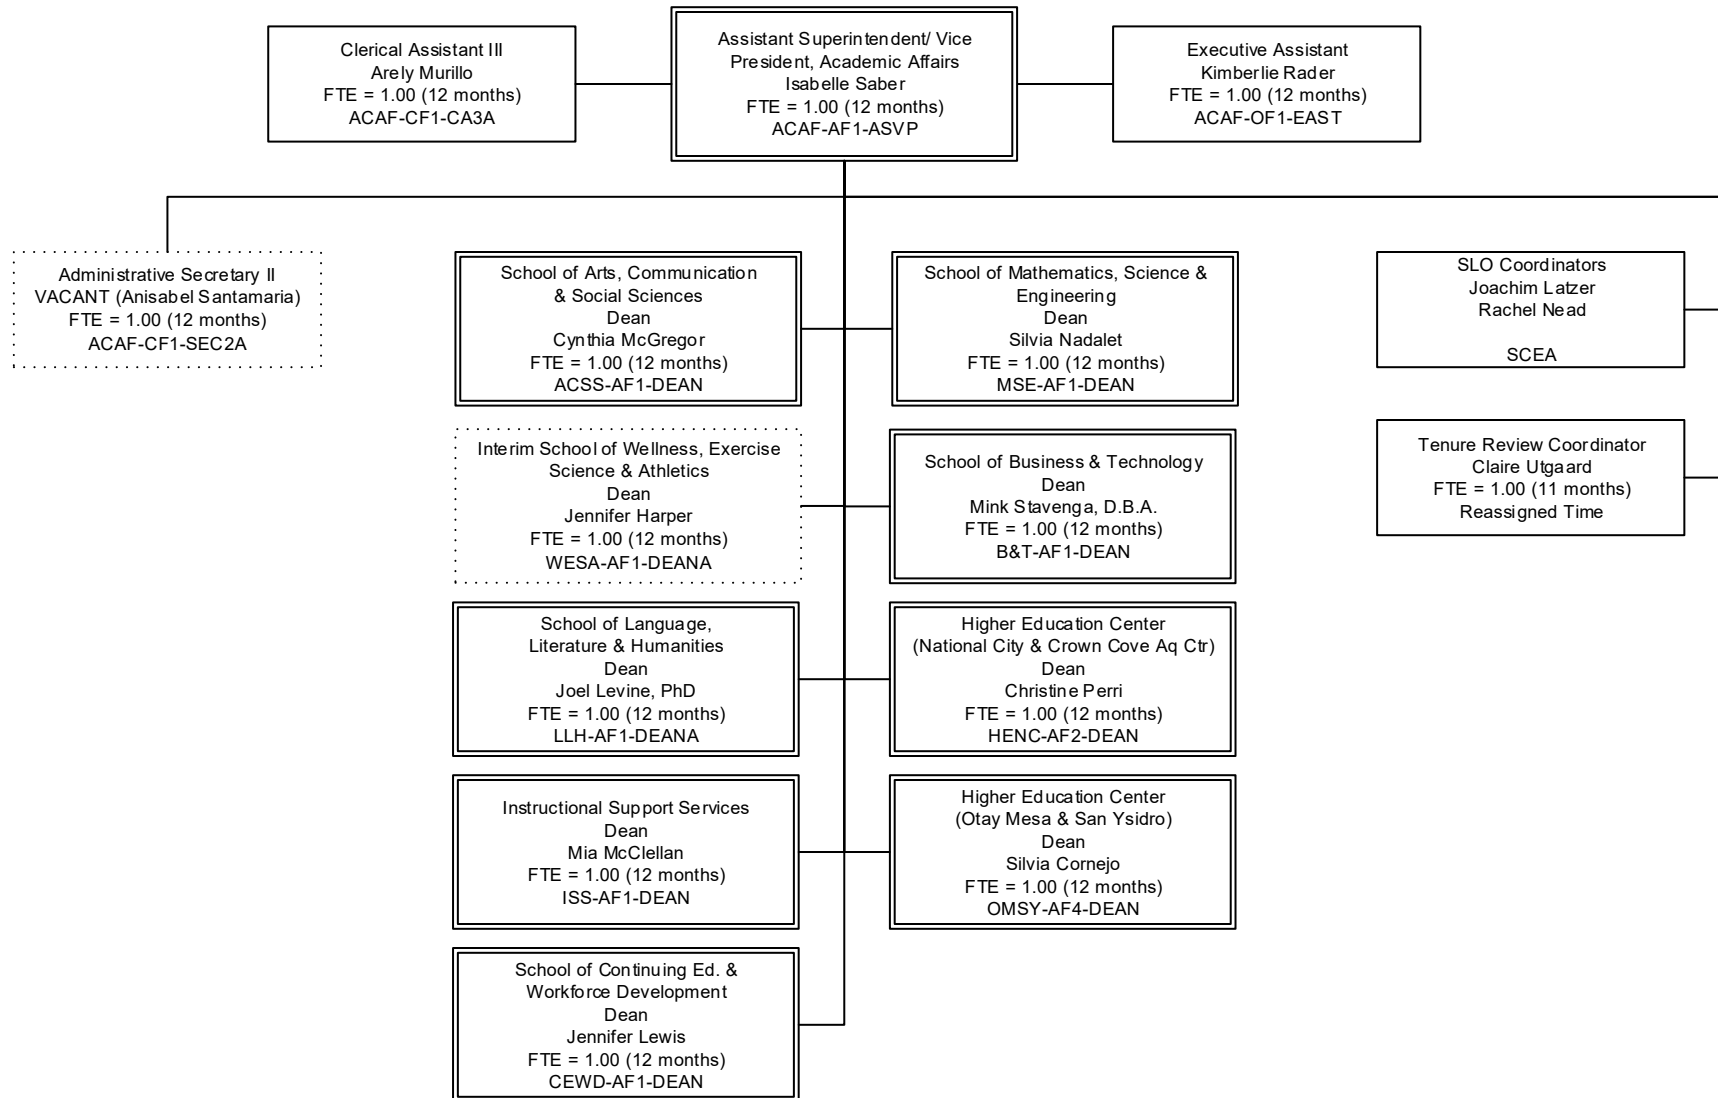 Clerical Assistant III
Arely Murillo
FTE = 1.00 (12 months)
ACAF-CF1-CA3A
Assistant Superintendent/ Vice
President, Academic Affairs
Isabelle Saber
FTE = 1.00 (12 months)
ACAF-AF1-ASVP
Executive Assistant
Kimberlie Rader
FTE = 1.00 (12 months)
ACAF-OF1-EAST
Administrative Secretary II
VACANT (Anisabel Santamaria)
FTE = 1.00 (12 months)
ACAF-CF1-SEC2A
School of Arts, Communication
& Social Sciences
Dean
Cynthia McGregor
FTE = 1.00 (12 months)
ACSS-AF1-DEAN
School of Mathematics, Science &
Engineering
Dean
Silvia Nadalet
FTE = 1.00 (12 months)
MSE-AF1-DEAN
SLO Coordinators
Joachim Latzer
Rachel Nead
SCEA
Interim School of Wellness, Exercise
Science & Athletics
Dean
Jennifer Harper
FTE = 1.00 (12 months)
WESA-AF1-DEANA
School of Business & Technology
Dean
Mink Stavenga, D.B.A.
FTE = 1.00 (12 months)
B&T-AF1-DEAN
Tenure Review Coordinator
Claire Utgaard
FTE = 1.00 (11 months)
Reassigned Time
School of Language,
Literature & Humanities
Dean
Joel Levine, PhD
FTE = 1.00 (12 months)
LLH-AF1-DEANA
Higher Education Center
(National City & Crown Cove Aq Ctr)
Dean
Christine Perri
FTE = 1.00 (12 months)
HENC-AF2-DEAN
Instructional Support Services
Dean
Mia McClellan
FTE = 1.00 (12 months)
ISS-AF1-DEAN
Higher Education Center
(Otay Mesa & San Ysidro)
Dean
Silvia Cornejo
FTE = 1.00 (12 months)
OMSY-AF4-DEAN
School of Continuing Ed. &
Workforce Development
Dean
Jennifer Lewis
FTE = 1.00 (12 months)
CEWD-AF1-DEAN